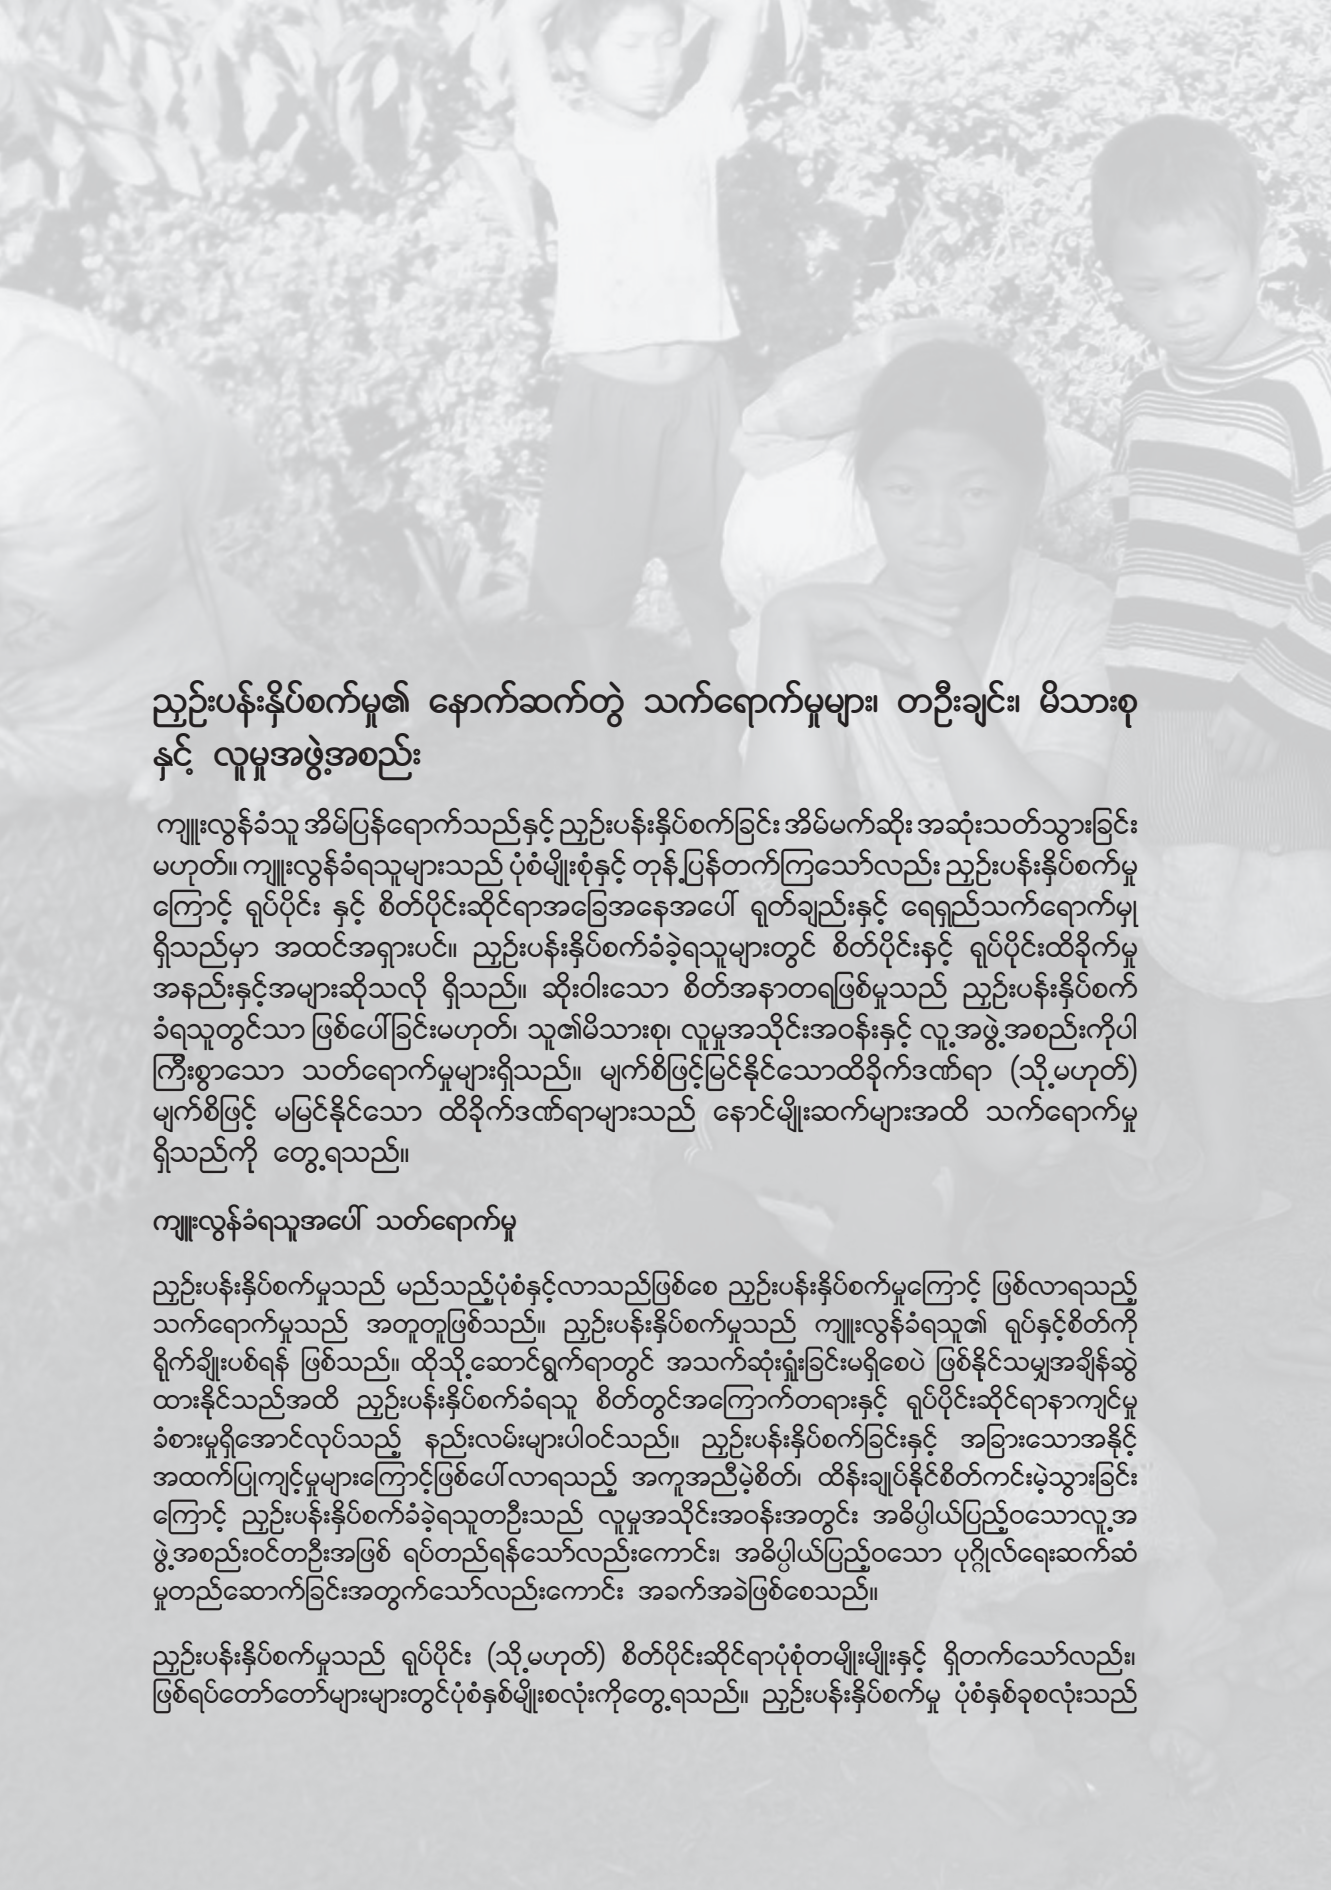 ညှဉ်းပန်းနှိပ်စက်မှု၏ နောက်ဆက်တွဲ သက်ရောက်မှုများ၊ တဦးချင်း၊ မိသားစု
နှင့် လူမှုအဖွဲ့အစည်း
ကျူးလွန်ခံသူ အိမ်ပြန်ရောက်သည်နှင့် ညှဉ်းပန်းနှိပ်စက်ခြင်း အိမ်မက်ဆိုး အဆုံးသတ်သွားခြင်း
မဟုတ်။ ကျူးလွန်ခံရသူများသည် ပုံစံမျိုးစုံနှင့် တုန့်ပြန်တက်ကြသော်လည်း ညှဉ်းပန်းနှိပ်စက်မှု
ကြောင့် ရုပ်ပိုင်း နှင့် စိတ်ပိုင်းဆိုင်ရာအခြေအနေအပေါ် ရုတ်ချည်းနှင့် ရေရှည်သက်ရောက်မှု
ရှိသည်မှာ အထင်အရှားပင်။ ညှဉ်းပန်းနှိပ်စက်ခံခဲ့ရသူများတွင် စိတ်ပိုင်းနှင့် ရုပ်ပိုင်းထိခိုက်မှု
အနည်းနှင့်အများဆိုသလို ရှိသည်။ ဆိုးဝါးသော စိတ်အနာတရဖြစ်မှုသည် ညှဉ်းပန်းနှိပ်စက်
ခံရသူတွင်သာ ဖြစ်ပေါ်ခြင်းမဟုတ်၊ သူ၏မိသားစု၊ လူမှုအသိုင်းအဝန်းနှင့် လူ့အဖွဲ့အစည်းကိုပါ
ကြီးစွာသော သတ်ရောက်မှုများရှိသည်။ မျက်စိဖြင့်မြင်နိုင်သောထိခိုက်ဒဏ်ရာ (သို့မဟုတ်)
မျက်စိဖြင့် မမြင်နိုင်သော ထိခိုက်ဒဏ်ရာများသည် နောင်မျိုးဆက်များအထိ သက်ရောက်မှု
ရှိသည်ကို တွေ့ရသည်။
ကျူးလွန်ခံရသူအပေါ် သတ်ရောက်မှု
ညှဉ်းပန်းနှိပ်စက်မှုသည် မည်သည့်ပုံစံနှင့်လာသည်ဖြစ်စေ ညှဉ်းပန်းနှိပ်စက်မှုကြောင့် ဖြစ်လာရသည့်
သက်ရောက်မှုသည် အတူတူဖြစ်သည်။ ညှဉ်းပန်းနှိပ်စက်မှုသည် ကျူးလွန်ခံရသူ၏ ရုပ်နှင့်စိတ်ကို
ရိုက်ချိုးပစ်ရန် ဖြစ်သည်။ ထိုသို့ဆောင်ရွက်ရာတွင် အသက်ဆုံးရှုံးခြင်းမရှိစေပဲ ဖြစ်နိုင်သမျှအချိန်ဆွဲ
ထားနိုင်သည်အထိ ညှဉ်းပန်းနှိပ်စက်ခံရသူ စိတ်တွင်အကြောက်တရားနှင့် ရုပ်ပိုင်းဆိုင်ရာနာကျင်မှု
ခံစားမှုရှိအောင်လုပ်သည့် နည်းလမ်းများပါဝင်သည်။ ညှဉ်းပန်းနှိပ်စက်ခြင်းနှင့် အခြားသောအနိုင့်
အထက်ပြုကျင့်မှုများကြောင့်ဖြစ်ပေါ်လာရသည့် အကူအညီမဲ့စိတ်၊ ထိန်းချုပ်နိုင်စိတ်ကင်းမဲ့သွားခြင်း
ကြောင့် ညှဉ်းပန်းနှိပ်စက်ခံခဲ့ရသူတဦးသည် လူမှုအသိုင်းအဝန်းအတွင်း အဓိပ္ပါယ်ပြည့်ဝသောလူ့အ
ဖွဲ့အစည်းဝင်တဦးအဖြစ် ရပ်တည်ရန်သော်လည်းကောင်း၊ အဓိပ္ပါယ်ပြည့်ဝသော ပုဂ္ဂိုလ်ရေးဆက်ဆံ
မှုတည်ဆောက်ခြင်းအတွက်သော်လည်းကောင်း အခက်အခဲဖြစ်စေသည်။
ညှဉ်းပန်းနှိပ်စက်မှုသည် ရုပ်ပိုင်း (သို့မဟုတ်) စိတ်ပိုင်းဆိုင်ရာပုံစုံတမျိုးမျိုးနှင့် ရှိတက်သော်လည်း၊
ဖြစ်ရပ်တော်တော်များများတွင်ပုံစံနှစ်မျိုးစလုံးကိုတွေ့ရသည်။ ညှဉ်းပန်းနှိပ်စက်မှု ပုံစံနှစ်ခုစလုံးသည်